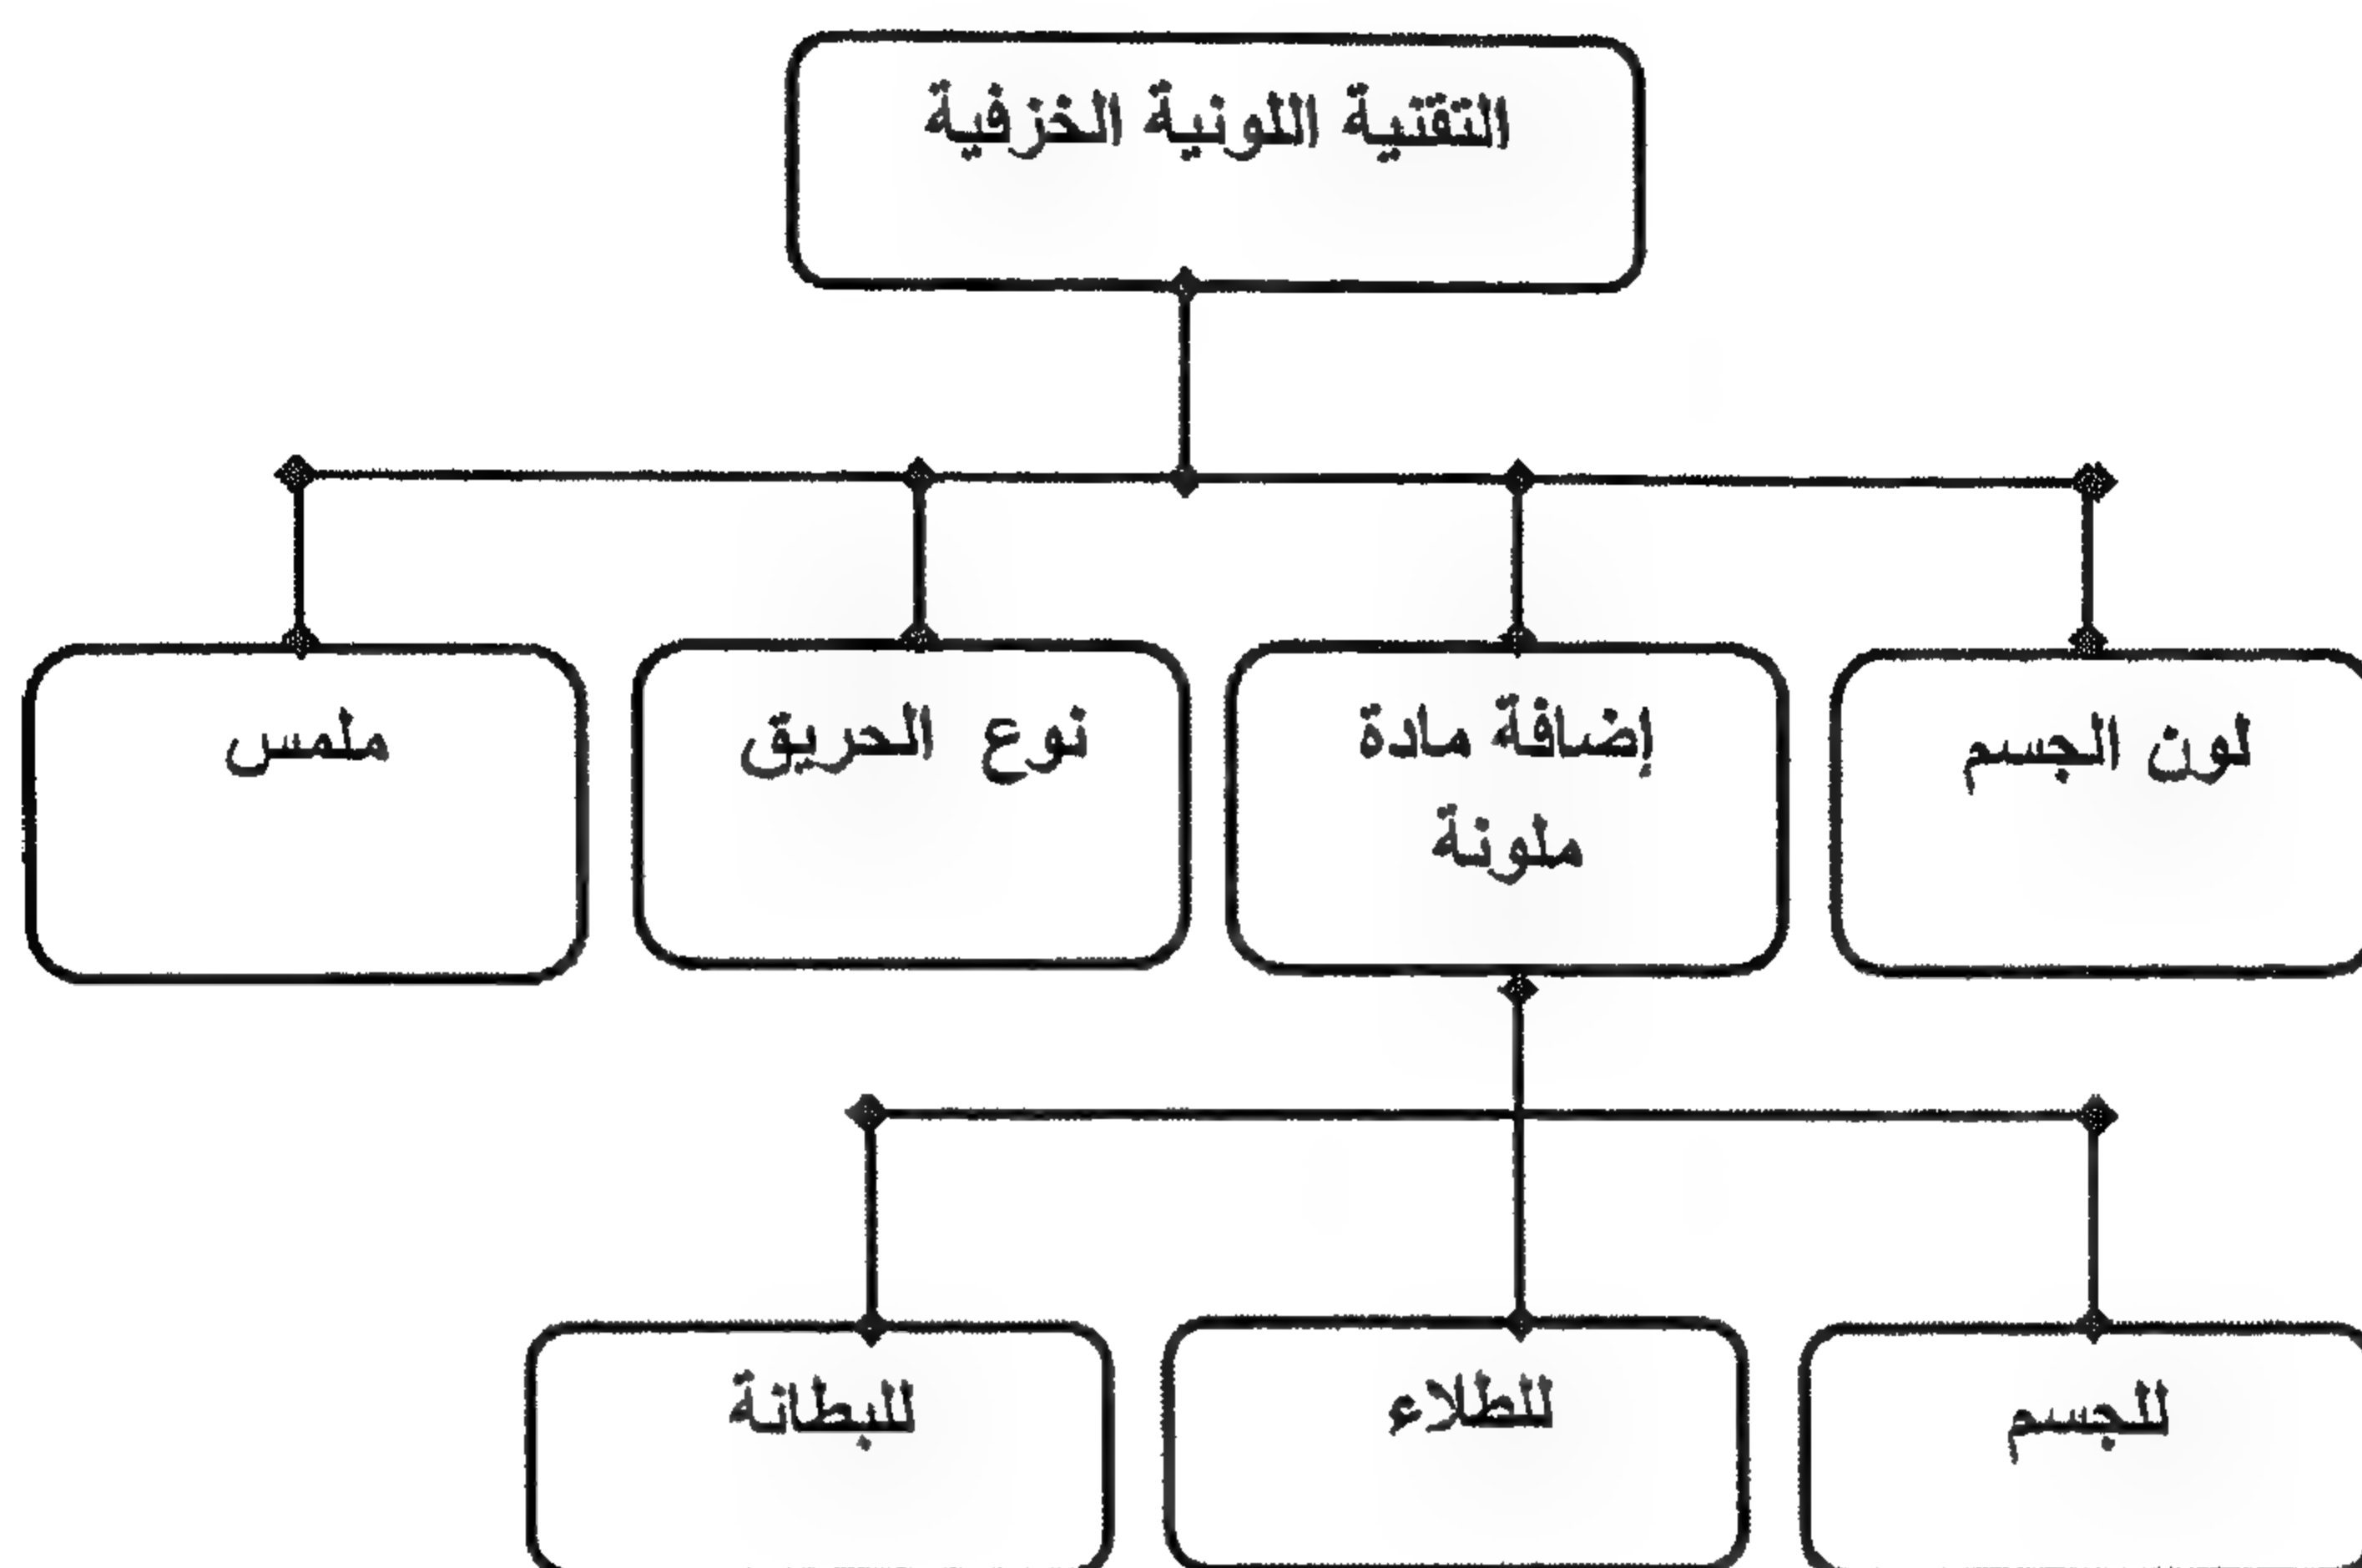 التقنية اللونية الخزفية
لون الجسم
إضافة مادة
ملونة
نوع الحريق
ملمس
للجسم
للطلاء
للبطانة